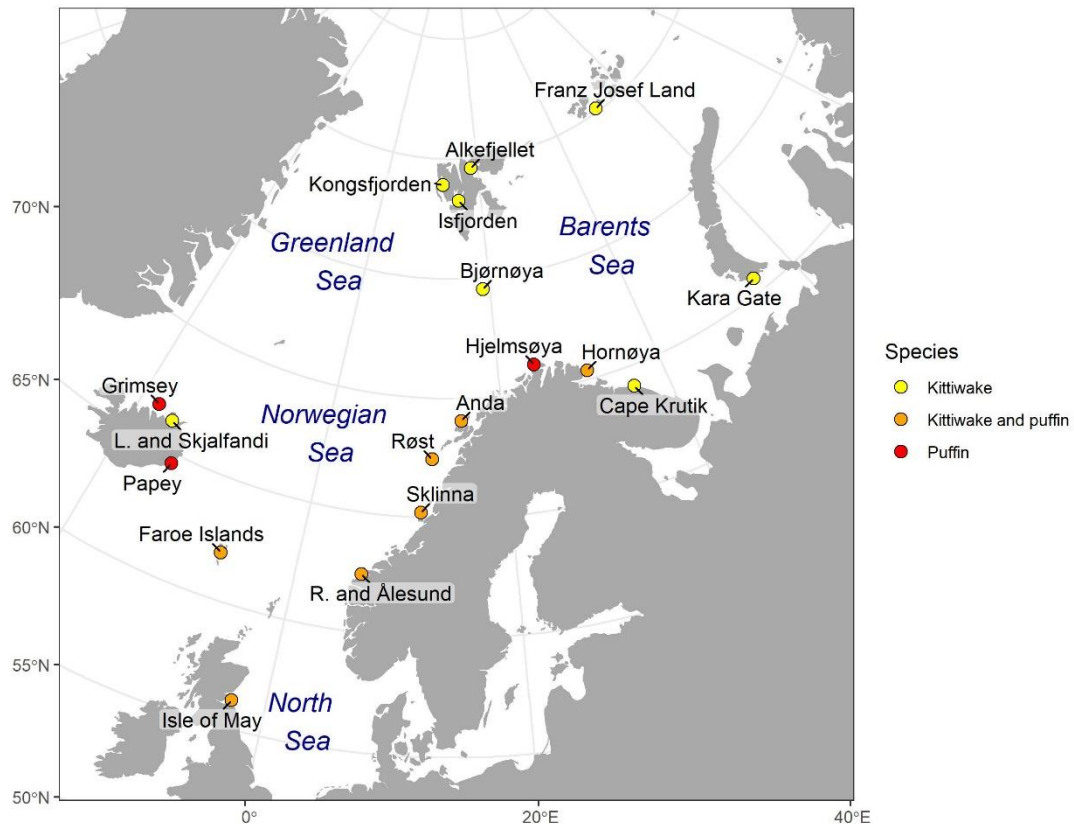 Franz Josef Land
Alkefjellet
Kongsfjorden
Isfjorden
70°N
Greenland
Sea
Barents
Sea
Bjørnøya
Kara Gate
Hjelmsøya
Hornøya
Species
65°N
Grimsey
Kittiwake
Anda
Cape Krutik
Norwegian
Sea
Kittiwake and puffin
L. and Skjalfandi
Røst
Puffin
Papey
Sklinna
60°N
Faroe Islands
R. and Ålesund
55°N
North
Sea
Isle of May
50°N
0°
20°E
40°E